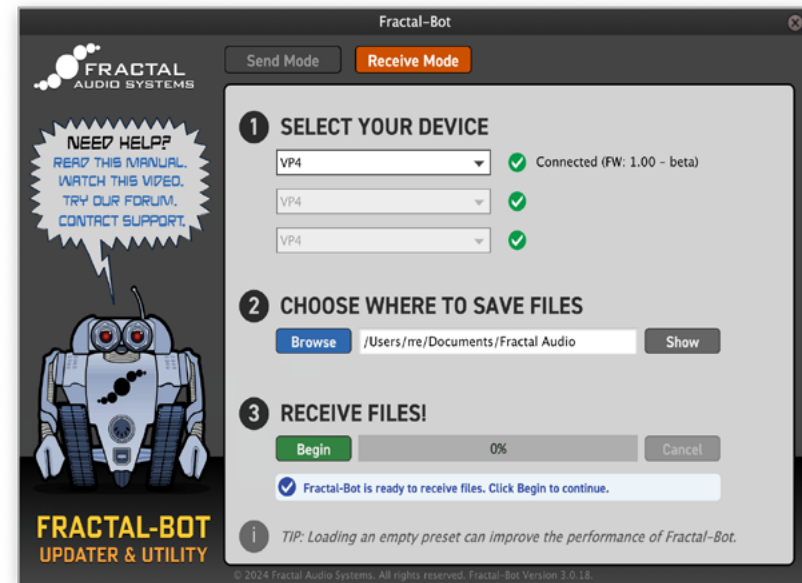 Fractal-Bot
FRACTAL
AUDIO SYSTEMS
Send Mode
Receive Mode
NEED HELP?
READ THIS MANUAL.
WATCH THIS VIDEO.
TRY OUR FORUM.
CONTACT SUPPORT.
1 SELECT YOUR DEVICE
VP4
Connected (FW: 1.00 - beta)
VP4
VP4
2 CHOOSE WHERE TO SAVE FILES
Browse
/Users/me/Documents/Fractal Audio
Show
3 RECEIVE FILES!
Begin
0%
Cancel
Fractal-Bot is ready to receive files. Click Begin to continue.
i TIP: Loading an empty preset can improve the performance of Fractal-Bot.
FRACTAL-BOT
UPDATER & UTILITY
© 2024 Fractal Audio Systems. All rights reserved. Fractal-Bot Version 3.0.18.